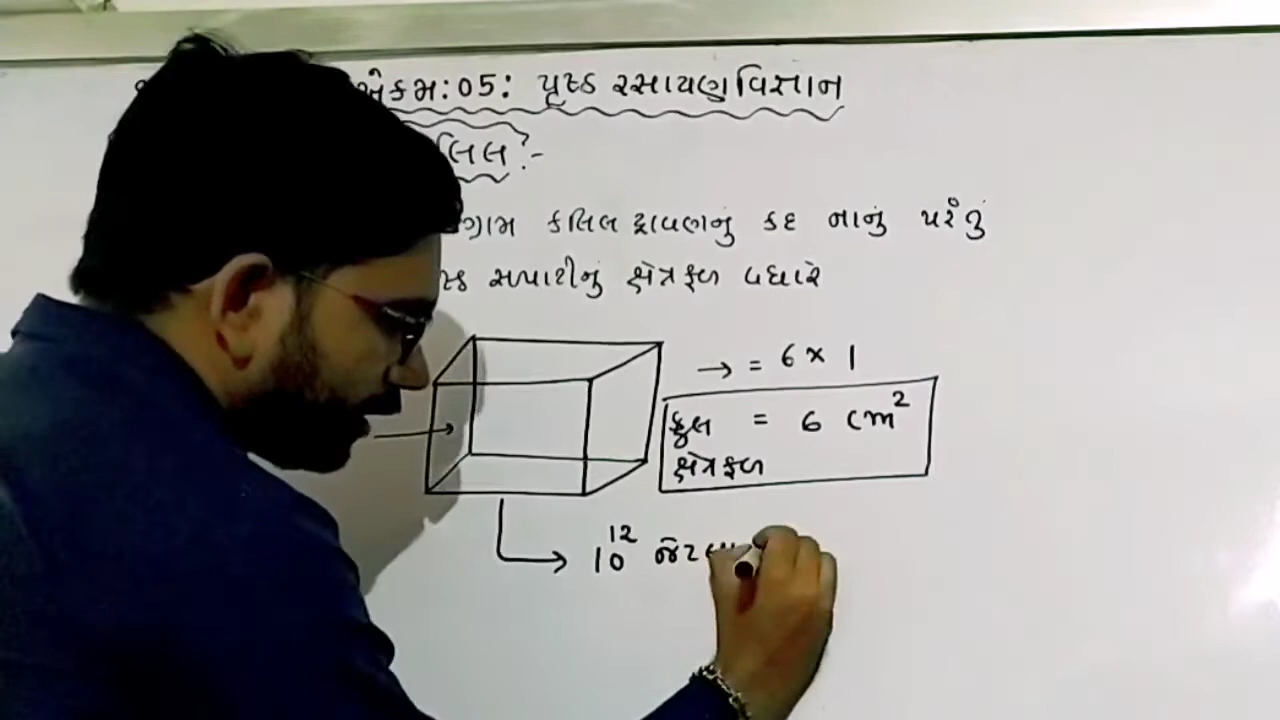 એકમ:05: પૃષ્ઠ રસાયણવિજ્ઞાન
લિલ :-
ગ્રામ કલિલ દ્રાવણનું કદ નાનું પરંતું
સપાટીનું ક્ષેત્રફળ વધારે
→ = 6 × 1
કુલ = 6 cm²
ક્ષેત્રફળ
10¹² જેટલા